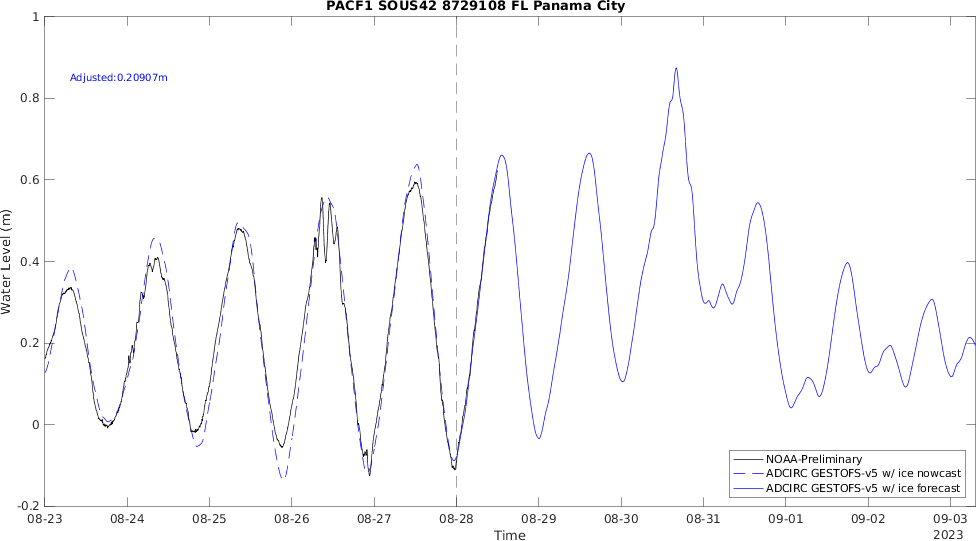 PACF1 SOUS42 8729108 FL Panama City
1
Adjusted:0.20907m
0.8
0.6
0.4
0.2
0
-0.2
Water Level (m)
NOAA-Preliminary
ADCIRC GESTOFS-v5 w/ ice nowcast
ADCIRC GESTOFS-v5 w/ ice forecast
08-23 08-24 08-25 08-26 08-27 08-28 08-29 08-30 08-31 09-01 09-02 09-03
Time
2023